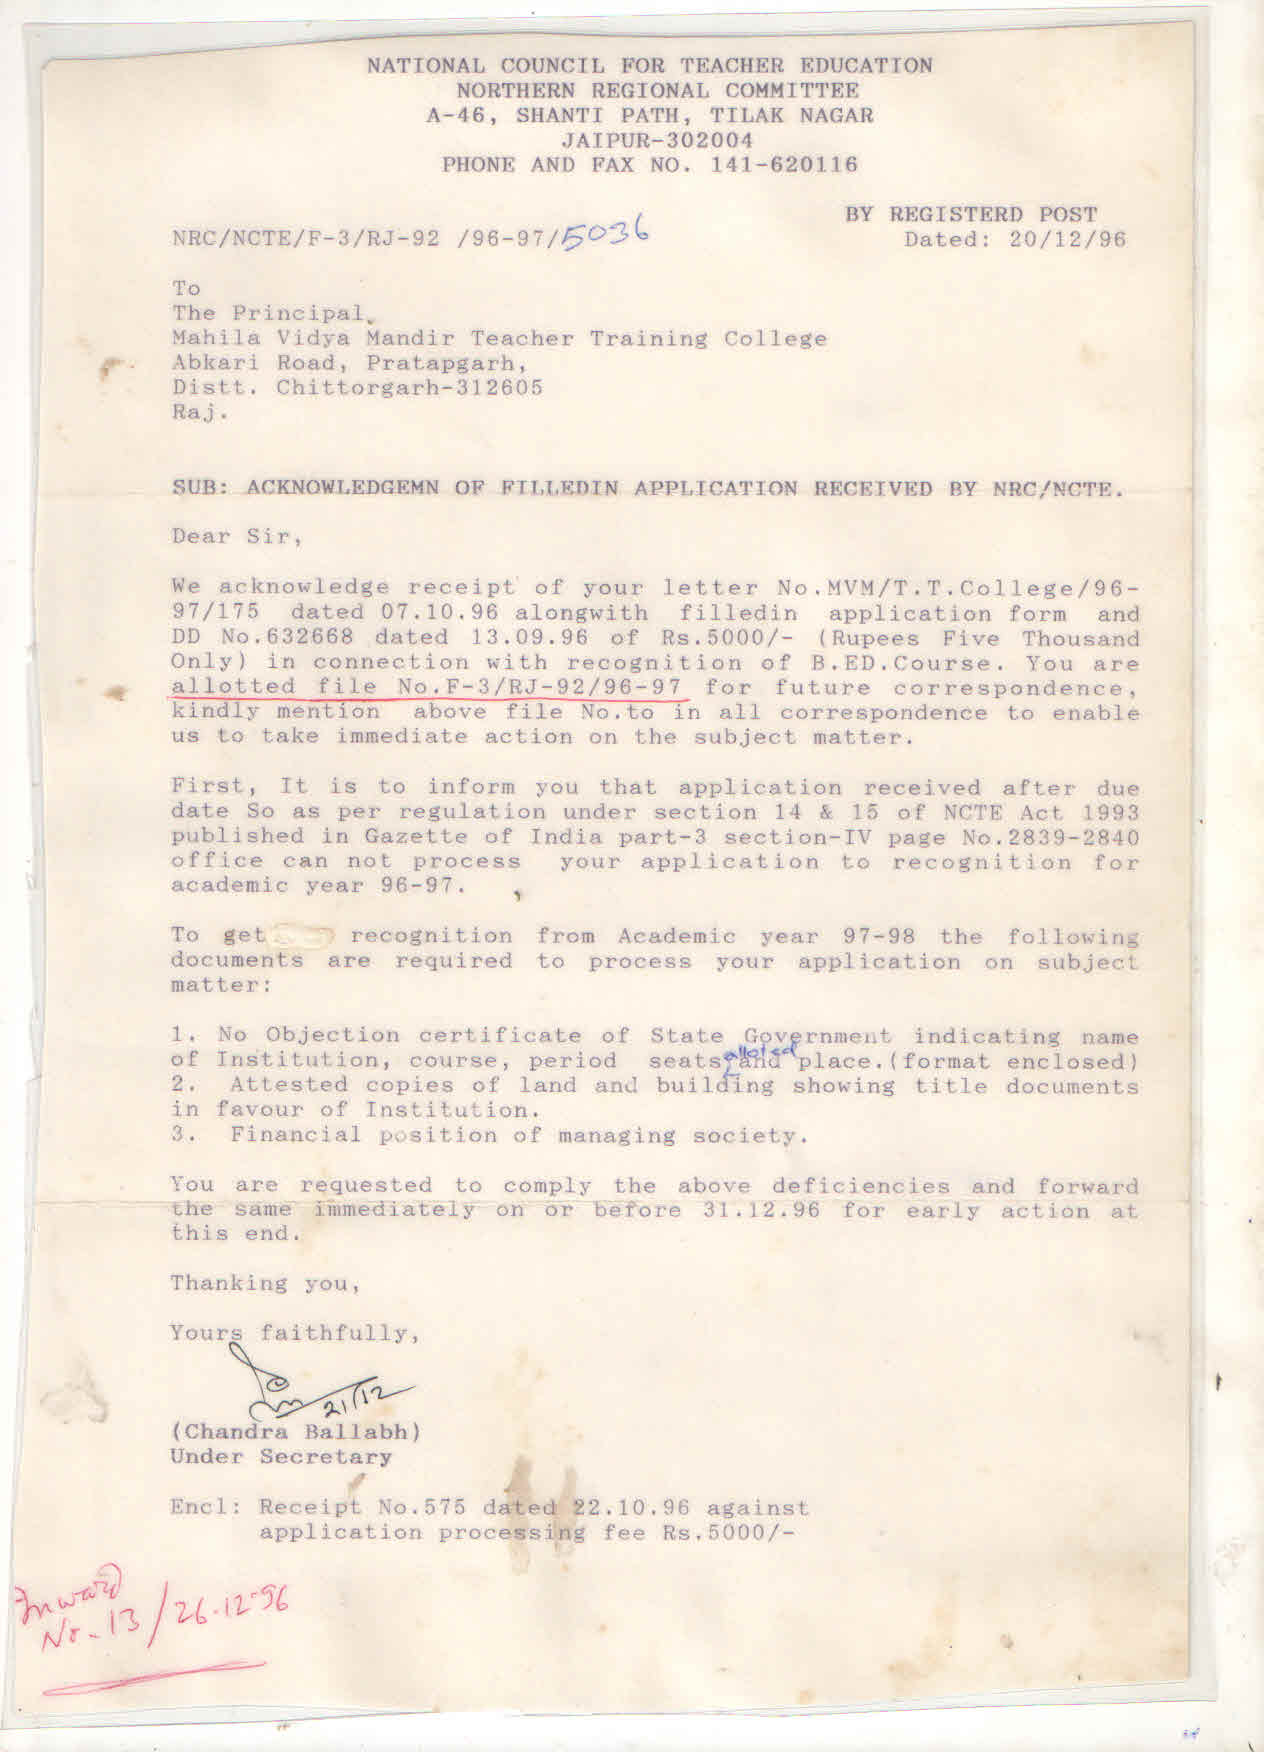 NATIONAL COUNCIL FOR TEACHER EDUCATION
NORTHERN REGIONAL COMMITTEE
A-46, SHANTI PATH, TILAK NAGAR
JAIPUR-302004
PHONE AND FAX NO. 141-620116
BY REGISTERD POST
NRC/NCTE/F-3/RJ-92 /96-97/5036
Dated: 20/12/96
To
The Principal,
Mahila Vidya Mandir Teacher Training College
Abkari Road, Pratapgarh,
Distt. Chittorgarh-312605
Raj.
SUB: ACKNOWLEDGEMN OF FILLEDIN APPLICATION RECEIVED BY NRC/NCTE.
Dear Sir,
We acknowledge receipt of your letter No.MVM/T.T.College/96-
97/175 dated 07.10.96 alongwith filledin application form and
DD No.632668 dated 13.09.96 of Rs.5000/- (Rupees Five Thousand
Only) in connection with recognition of B.ED.Course. You are
allotted file No.F-3/RJ-92/96-97 for future correspondence,
kindly mention above file No.to in all correspondence to enable
us to take immediate action on the subject matter.
First, It is to inform you that application received after due
date So as per regulation under section 14 & 15 of NCTE Act 1993
published in Gazette of India part-3 section-IV page No.2839-2840
office can not process your application to recognition for
academic year 96-97.
To get recognition from Academic year 97-98 the following
documents are required to process your application on subject
matter:
1. No Objection certificate of State Government indicating name
of Institution, course, period seats, alloted and place.(format enclosed)
2. Attested copies of land and building showing title documents
in favour of Institution.
3. Financial position of managing society.
You are requested to comply the above deficiencies and forward
the same immediately on or before 31.12.96 for early action at
this end.
Thanking you,
Yours faithfully,
21/12
(Chandra Ballabh)
Under Secretary
Encl: Receipt No.575 dated 22.10.96 against
application processing fee Rs.5000/-
Inward
No. 13/26-12-96